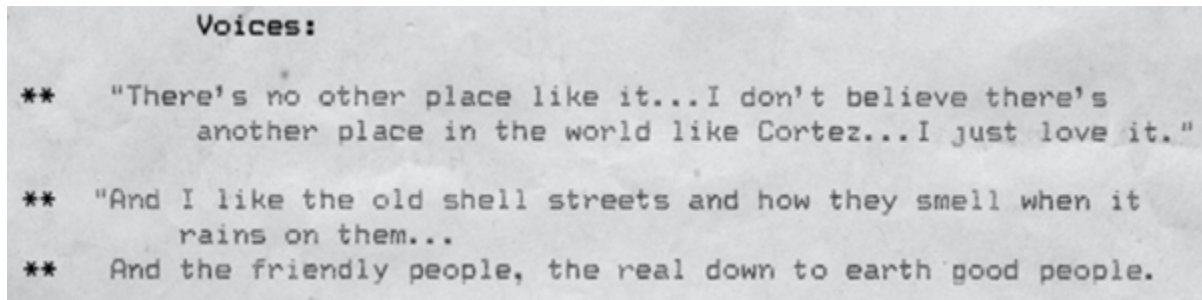 Voices:
** "There's no other place like it...I don't believe there's
another place in the world like Cortez...I just love it."
** "And I like the old shell streets and how they smell when it
rains on them...
** And the friendly people, the real down to earth good people.